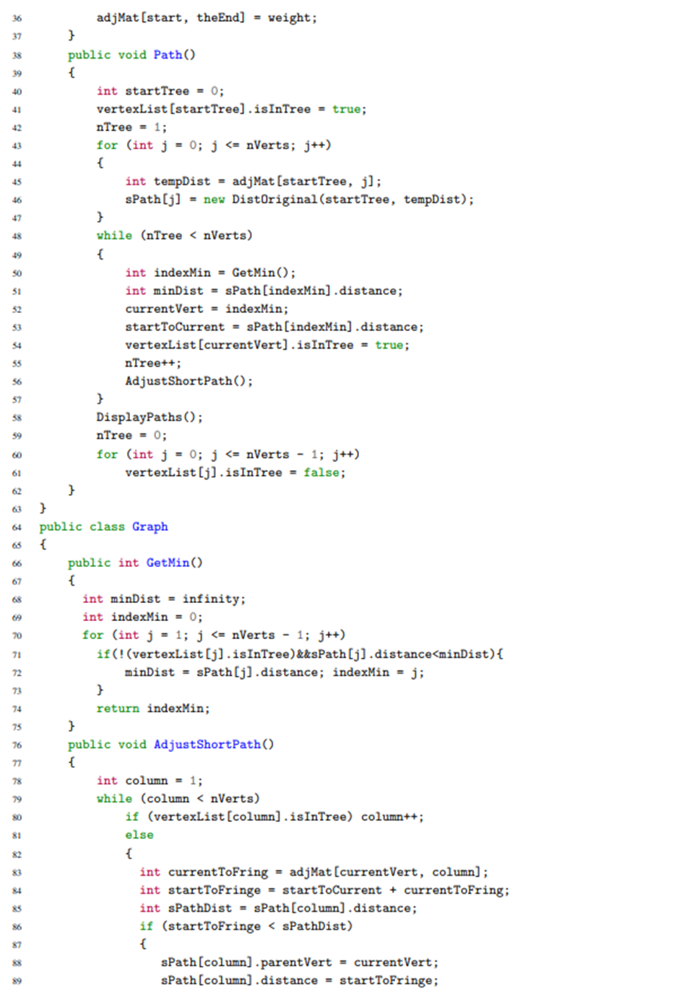 36 adjMat[start, theEnd] = weight;
37 }
38 public void Path()
39 {
40 int startTree = 0;
41 vertexList[startTree].isInTree = true;
42 nTree = 1;
43 for (int j = 0; j <= nVerts; j++)
44 {
45 int tempDist = adjMat[startTree, j];
46 sPath[j] = new DistOriginal(startTree, tempDist);
47 }
48 while (nTree < nVerts)
49 {
50 int indexMin = GetMin();
51 int minDist = sPath[indexMin].distance;
52 currentVert = indexMin;
53 startToCurrent = sPath[indexMin].distance;
54 vertexList[currentVert].isInTree = true;
55 nTree++;
56 AdjustShortPath();
57 }
58 DisplayPaths();
59 nTree = 0;
60 for (int j = 0; j <= nVerts - 1; j++)
61 vertexList[j].isInTree = false;
62 }
63 }
64 public class Graph
65 {
66 public int GetMin()
67 {
68 int minDist = infinity;
69 int indexMin = 0;
70 for (int j = 1; j <= nVerts - 1; j++)
71 if(!(vertexList[j].isInTree)&&sPath[j].distance<minDist){
72 minDist = sPath[j].distance; indexMin = j;
73 }
74 return indexMin;
75 }
76 public void AdjustShortPath()
77 {
78 int column = 1;
79 while (column < nVerts)
80 if (vertexList[column].isInTree) column++;
81 else
82 {
83 int currentToFring = adjMat[currentVert, column];
84 int startToFringe = startToCurrent + currentToFring;
85 int sPathDist = sPath[column].distance;
86 if (startToFringe < sPathDist)
87 {
88 sPath[column].parentVert = currentVert;
89 sPath[column].distance = startToFringe;